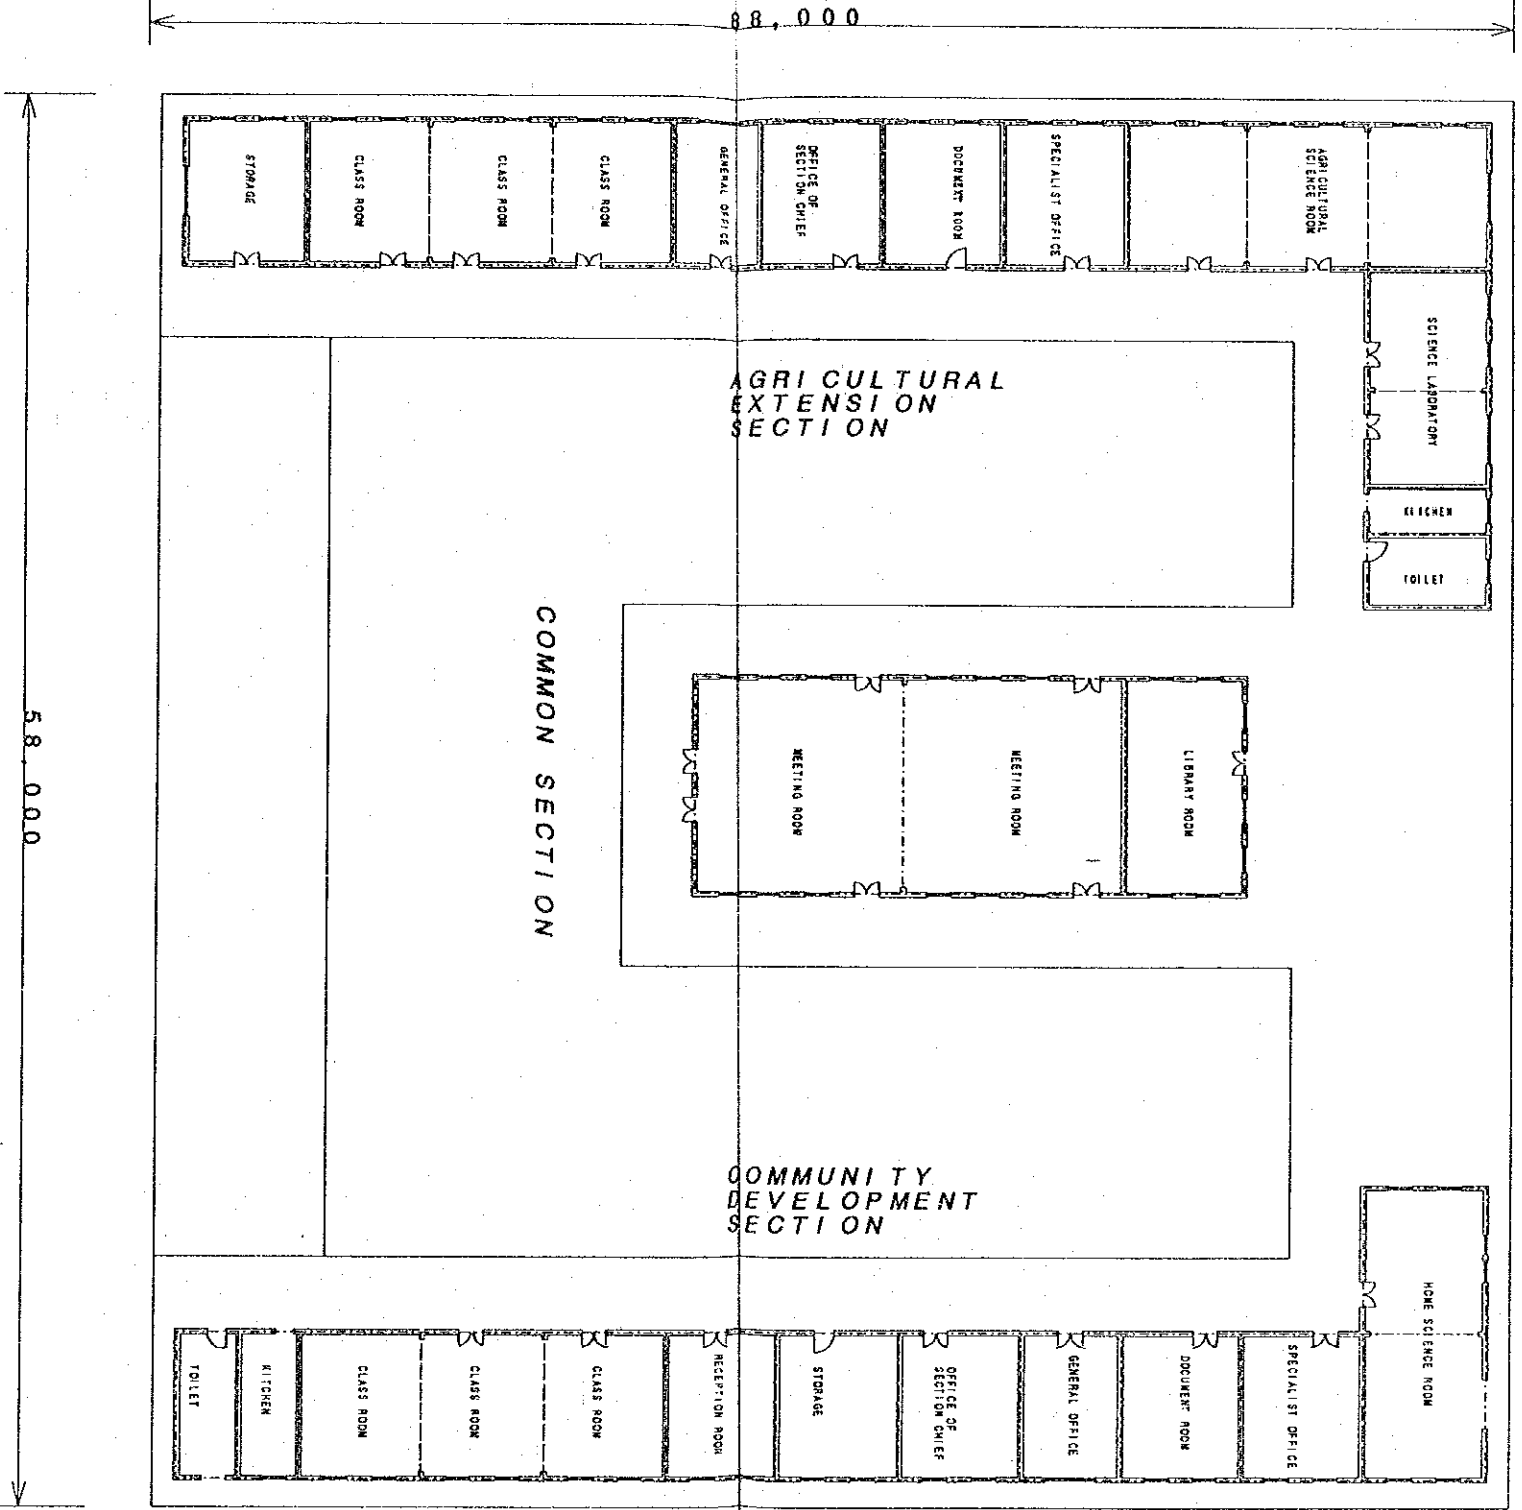 88,000
STORAGE
CLASS ROOM
CLASS ROOM
CLASS ROOM
GENERAL OFFICE
OFFICE OF
SECTION CHIEF
DOCUMENT ROOM
SPECIALIST OFFICE
AGRICULTURAL
SCIENCE ROOM
SCIENCE LABORATORY
KITCHEN
TOILET
AGRICULTURAL
EXTENSION
SECTION
COMMON SECTION
MEETING ROOM
MEETING ROOM
LIBRARY ROOM
58,000
COMMUNITY
DEVELOPMENT
SECTION
HOME SCIENCE ROOM
TOILET
KITCHEN
CLASS ROOM
CLASS ROOM
CLASS ROOM
RECEPTION ROOM
STORAGE
OFFICE OF
SECTION CHIEF
GENERAL OFFICE
DOCUMENT ROOM
SPECIALIST OFFICE